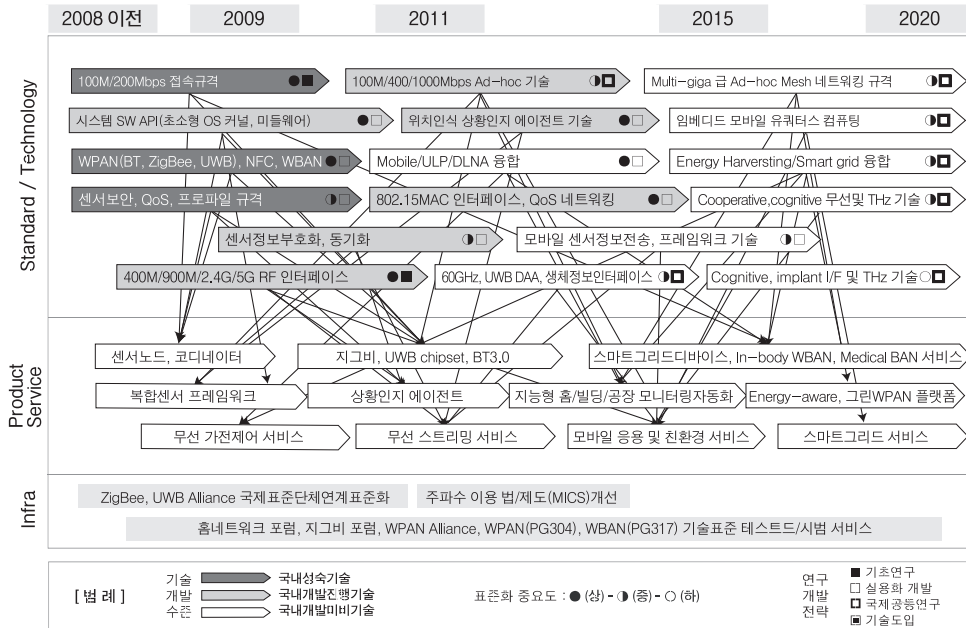 2008 이전 2009 2011 2015 2020
Standard / Technology
100M/200Mbps 접속규격 100M/400/1000Mbps Ad-hoc 기술 Multi-giga 급 Ad-hoc Mesh 네트워킹 규격
시스템 SW API(초소형 OS 커널, 미들웨어) 위치인식 상황인지 에이전트 기술 임베디드 모바일 유쿼터스 컴퓨팅
WPAN(BT, ZigBee, UWB), NFC, WBAN Mobile/ULP/DLNA 융합 Energy Harversting/Smart grid 융합
센서보안, QoS, 프로파일 규격 802.15MAC 인터페이스, QoS 네트워킹 Cooperative,cognitive 무선및 THz 기술
센서정보부호화, 동기화 모바일 센서정보전송, 프레임워크 기술
400M/900M/2.4G/5G RF 인터페이스 60GHz, UWB DAA, 생체정보인터페이스 Cognitive, implant I/F 및 THz 기술
Product
Service
센서노드, 코디네이터 지그비, UWB chipset, BT3.0 스마트그리드디바이스, In-body WBAN, Medical BAN 서비스
복합센서 프레임워크 상황인지 에이전트 지능형 홈/빌딩/공장 모니터링자동화 Energy-aware, 그린WPAN 플랫폼
무선 가전제어 서비스 무선 스트리밍 서비스 모바일 응용 및 친환경 서비스 스마트그리드 서비스
Infra
ZigBee, UWB Alliance 국제표준단체연계표준화 주파수 이용 법/제도(MICS)개선
홈네트워크 포럼, 지그비 포럼, WPAN Alliance, WPAN(PG304), WBAN(PG317) 기술표준 테스트드/시범 서비스
[범례]
기술 개발 수준
국내성숙기술
국내개발진행기술
국내개발미비기술
표준화 중요도 : ● (상) - ◑ (중) - ○ (하)
연구 개발 전략
■ 기초연구
□ 실용화 개발
국제공동연구
▣ 기술도입